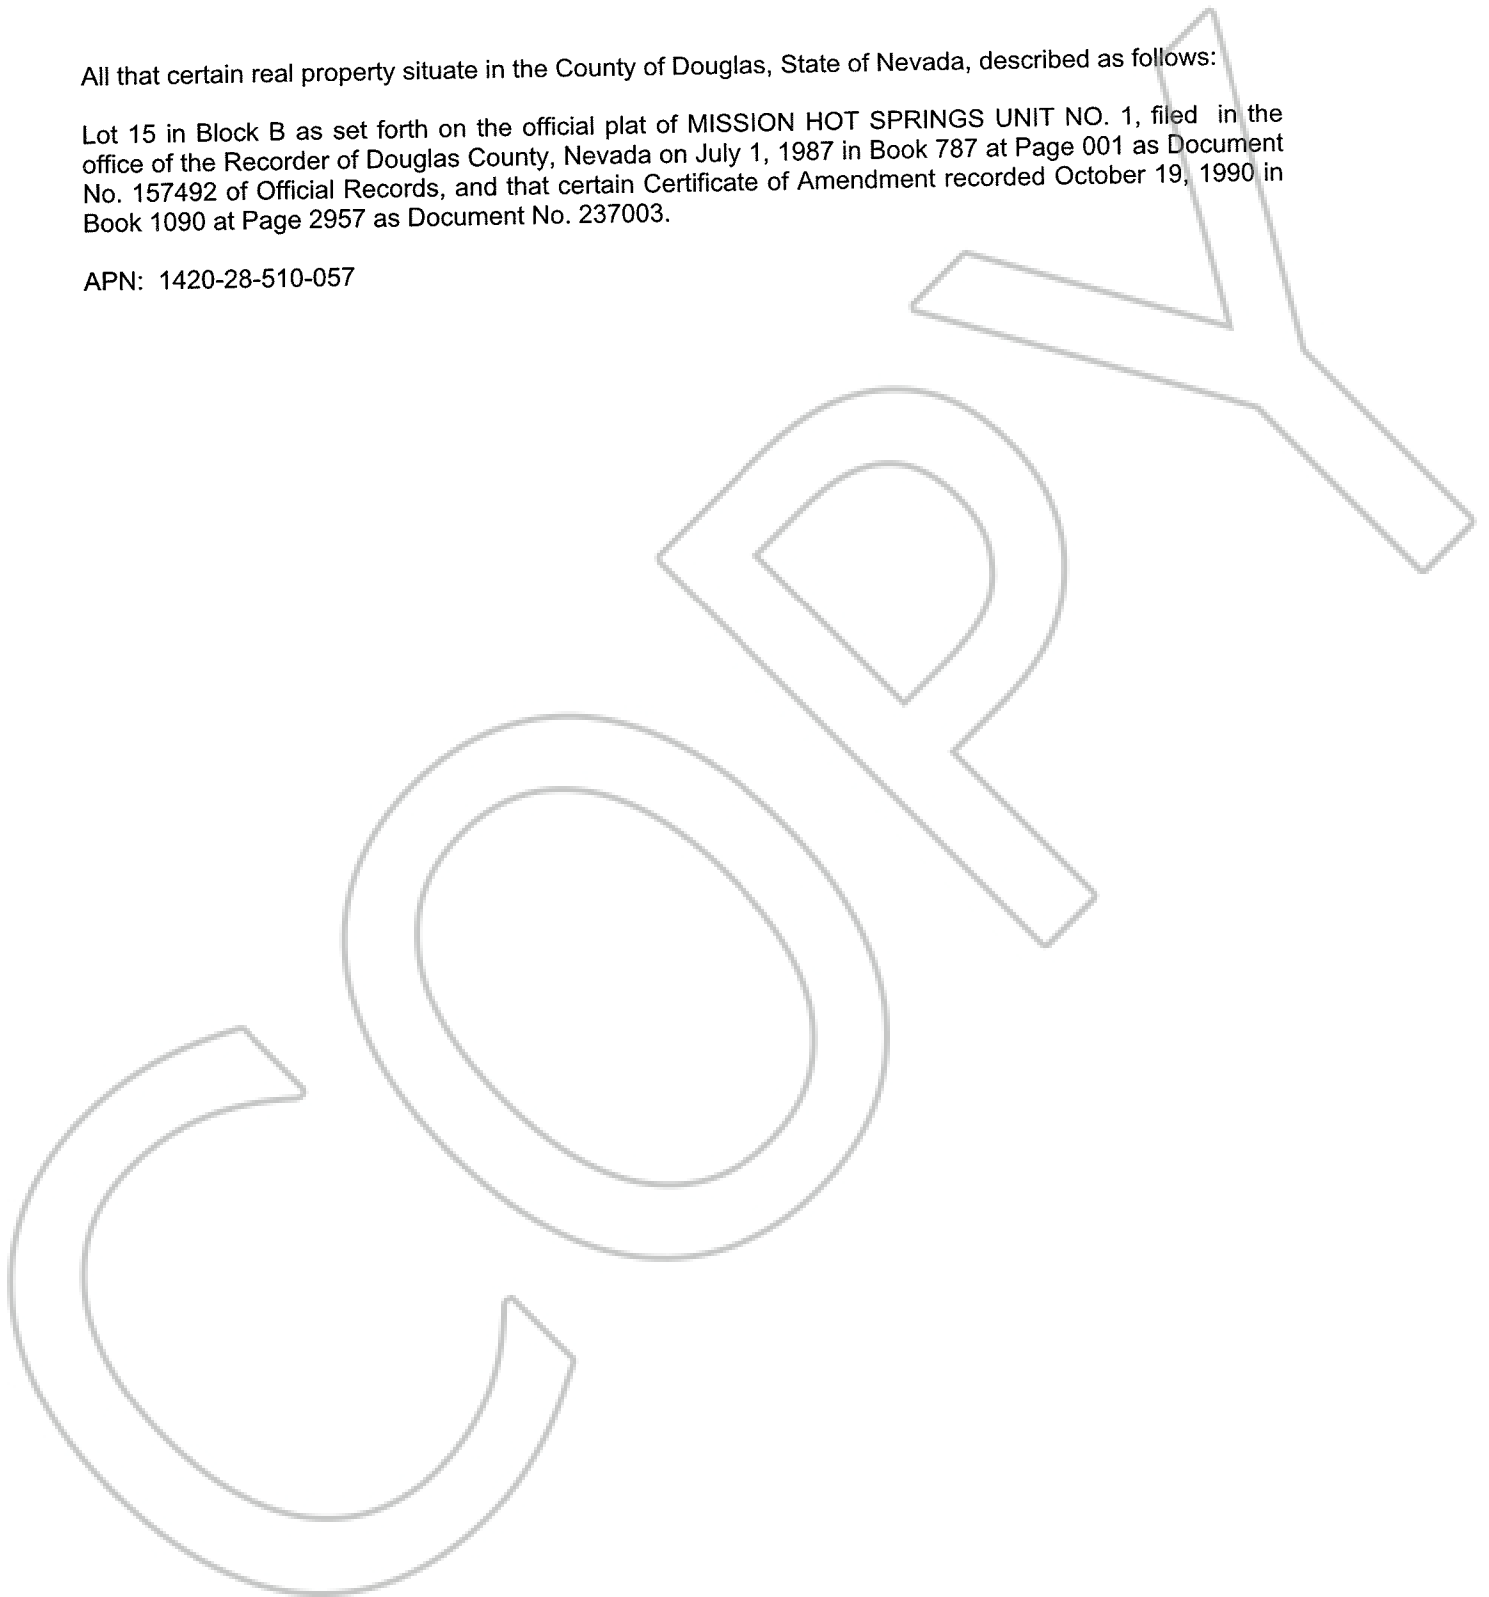 All that certain real property situate in the County of Douglas, State of Nevada, described as follows:
Lot 15 in Block B as set forth on the official plat of MISSION HOT SPRINGS UNIT NO. 1, filed in the
office of the Recorder of Douglas County, Nevada on July 1, 1987 in Book 787 at Page 001 as Document
No. 157492 of Official Records, and that certain Certificate of Amendment recorded October 19, 1990 in
Book 1090 at Page 2957 as Document No. 237003.
APN: 1420-28-510-057
COPY